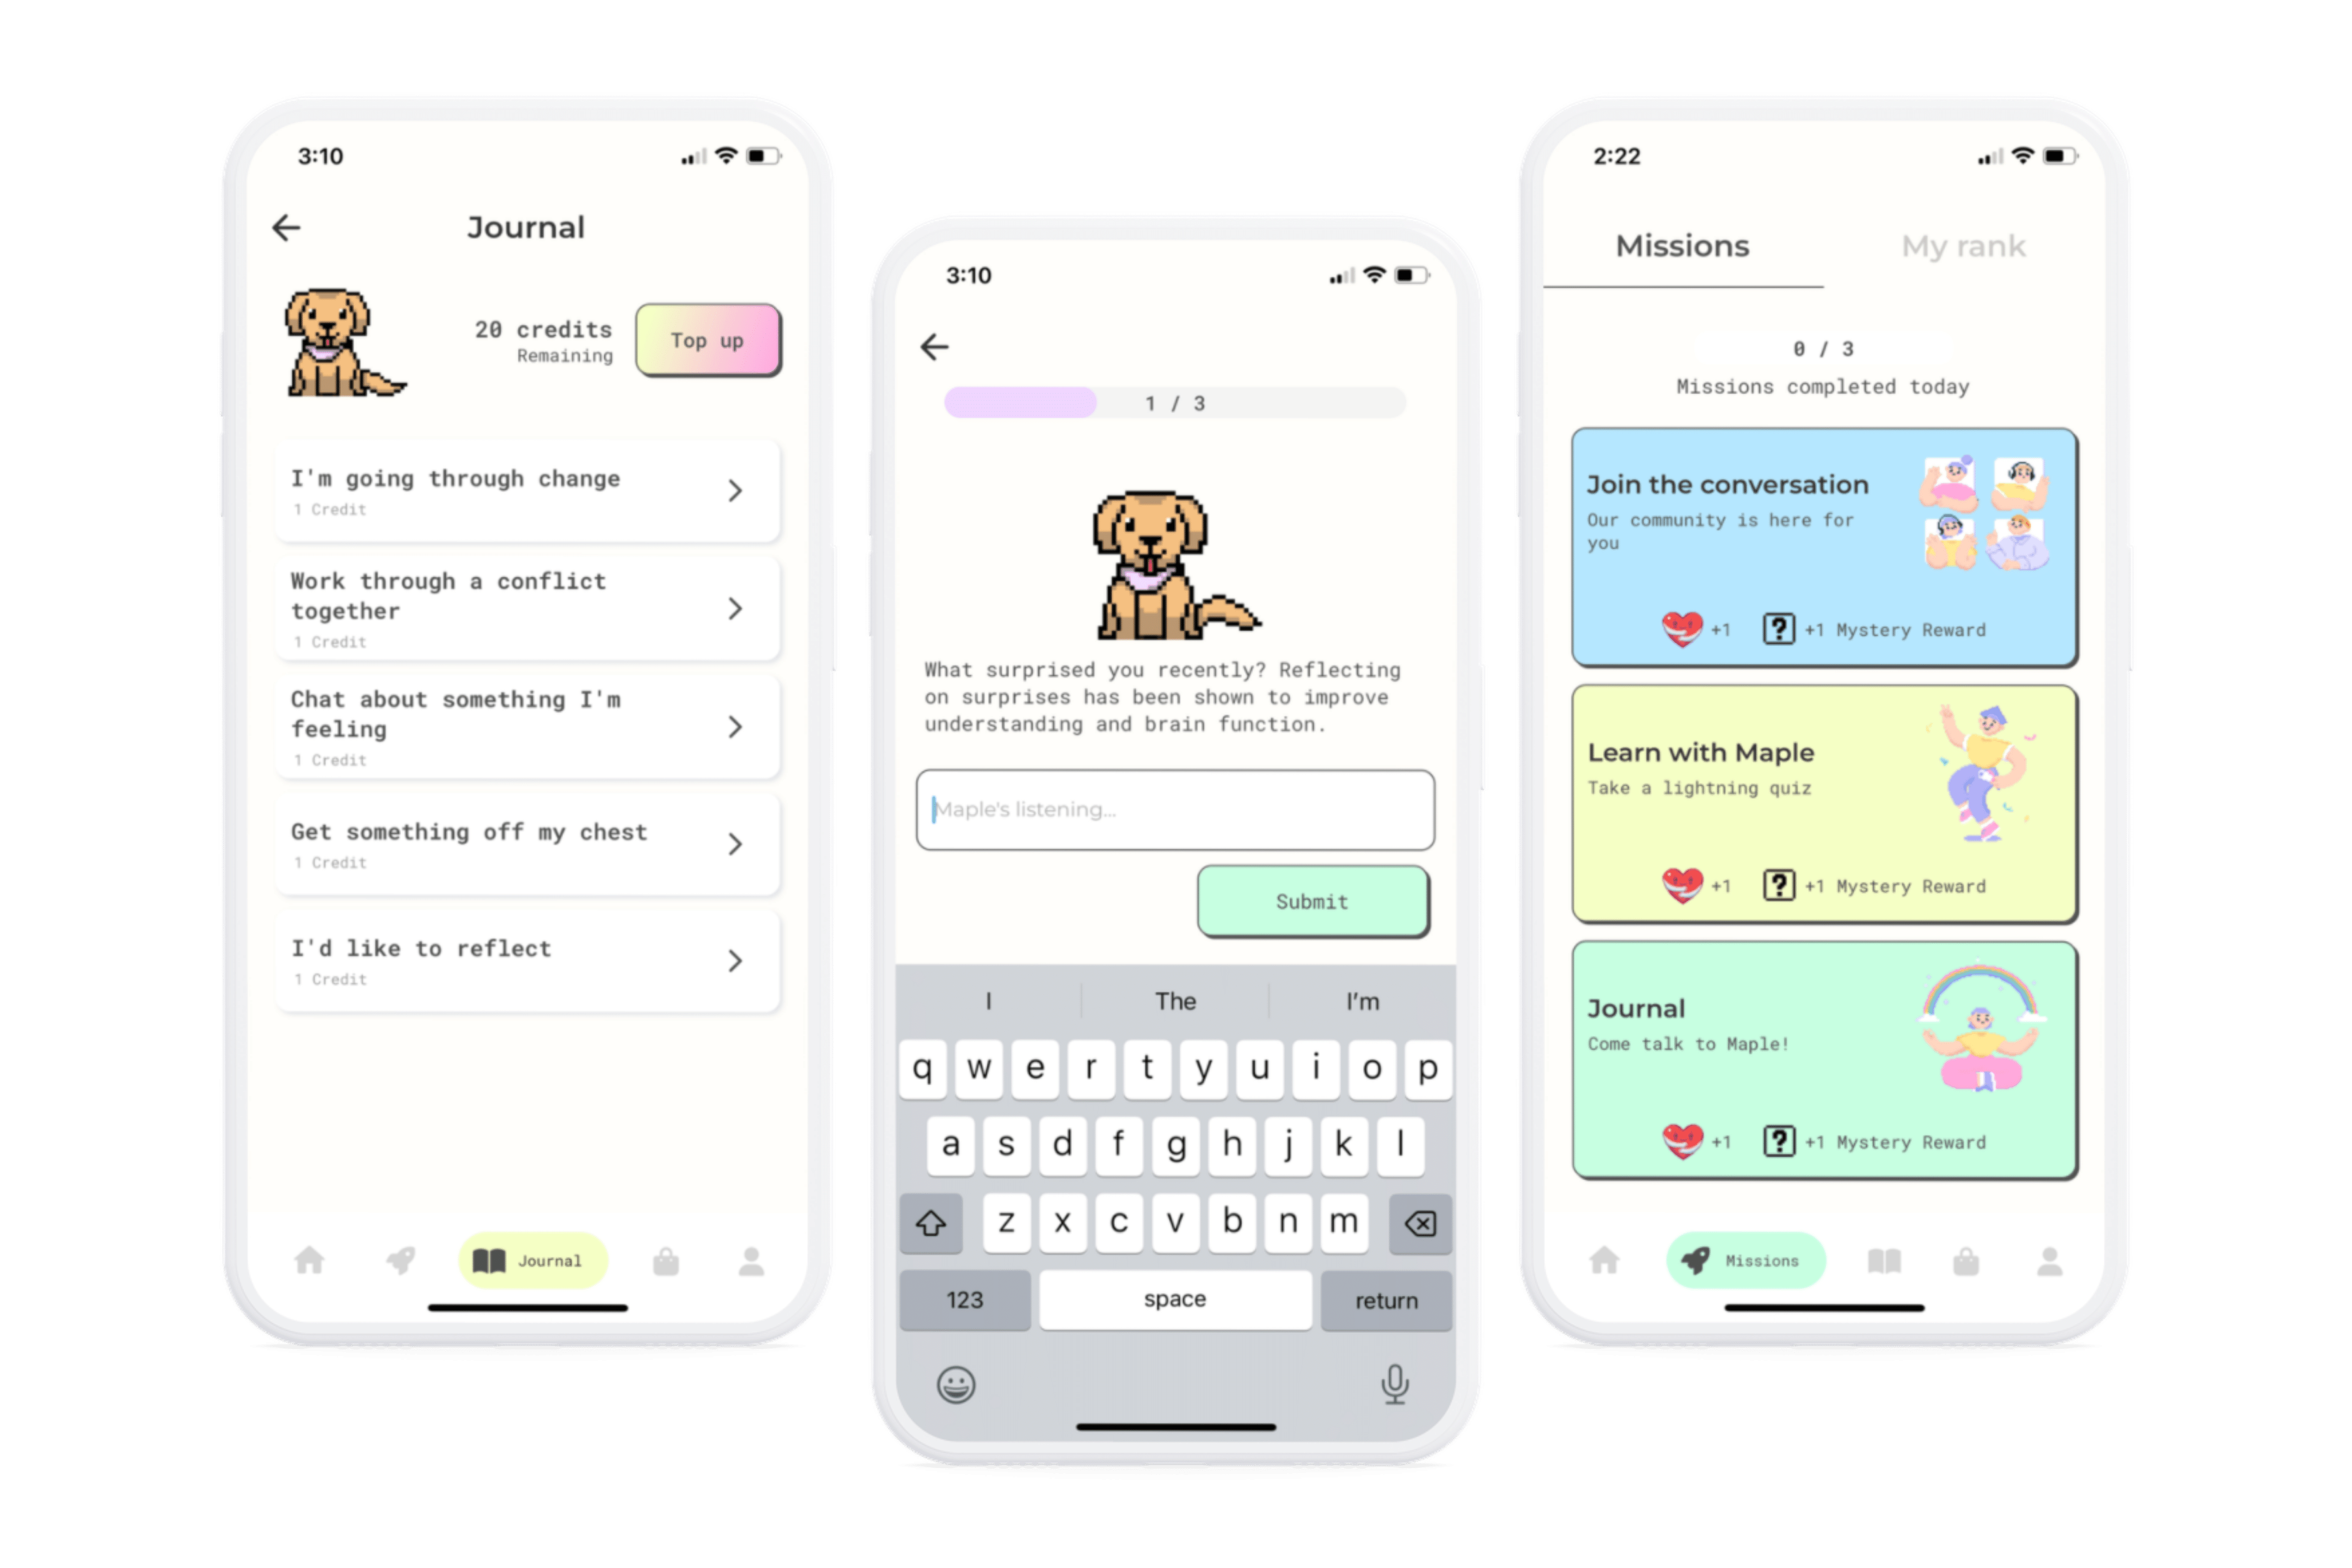 3:10
Journal
20 credits
Remaining
Top up
I'm going through change
1 Credit
Work through a conflict
together
1 Credit
Chat about something I'm
feeling
1 Credit
Get something off my chest
1 Credit
I'd like to reflect
1 Credit
Journal
3:10
1 / 3
What surprised you recently? Reflecting
on surprises has been shown to improve
understanding and brain function.
Maple's listening...
Submit
I The I'm
q w e r t y u i o p
a s d f g h j k l
z x c v b n m
123 space return
2:22
Missions My rank
0 / 3
Missions completed today
Join the conversation
Our community is here for
you
+1 ? +1 Mystery Reward
Learn with Maple
Take a lightning quiz
+1 ? +1 Mystery Reward
Journal
Come talk to Maple!
+1 ? +1 Mystery Reward
Missions